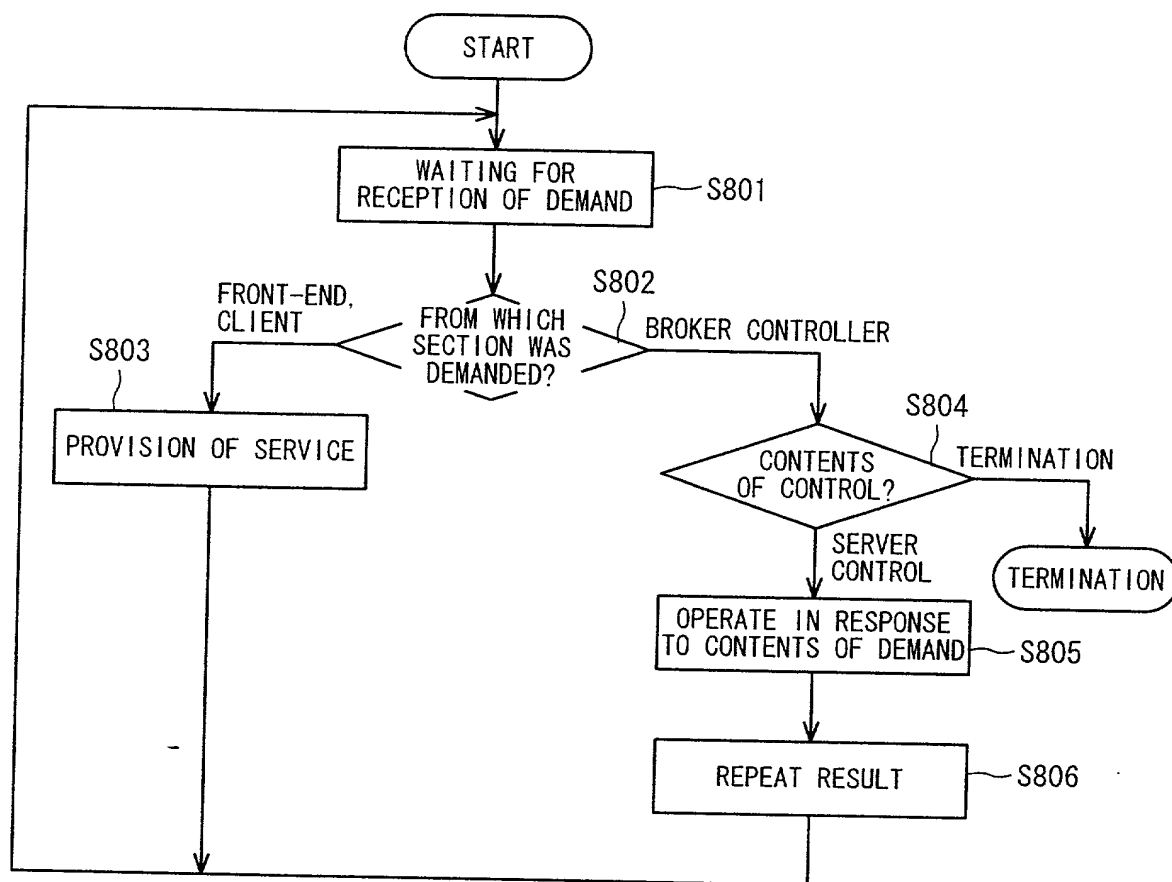 START
WAITING FOR
RECEPTION OF DEMAND
S801
S802
FRONT-END,
CLIENT
FROM WHICH
SECTION WAS
DEMANDED?
BROKER CONTROLLER
S803
PROVISION OF SERVICE
S804
CONTENTS
OF CONTROL?
TERMINATION
SERVER
CONTROL
TERMINATION
OPERATE IN RESPONSE
TO CONTENTS OF DEMAND
S805
REPEAT RESULT
S806